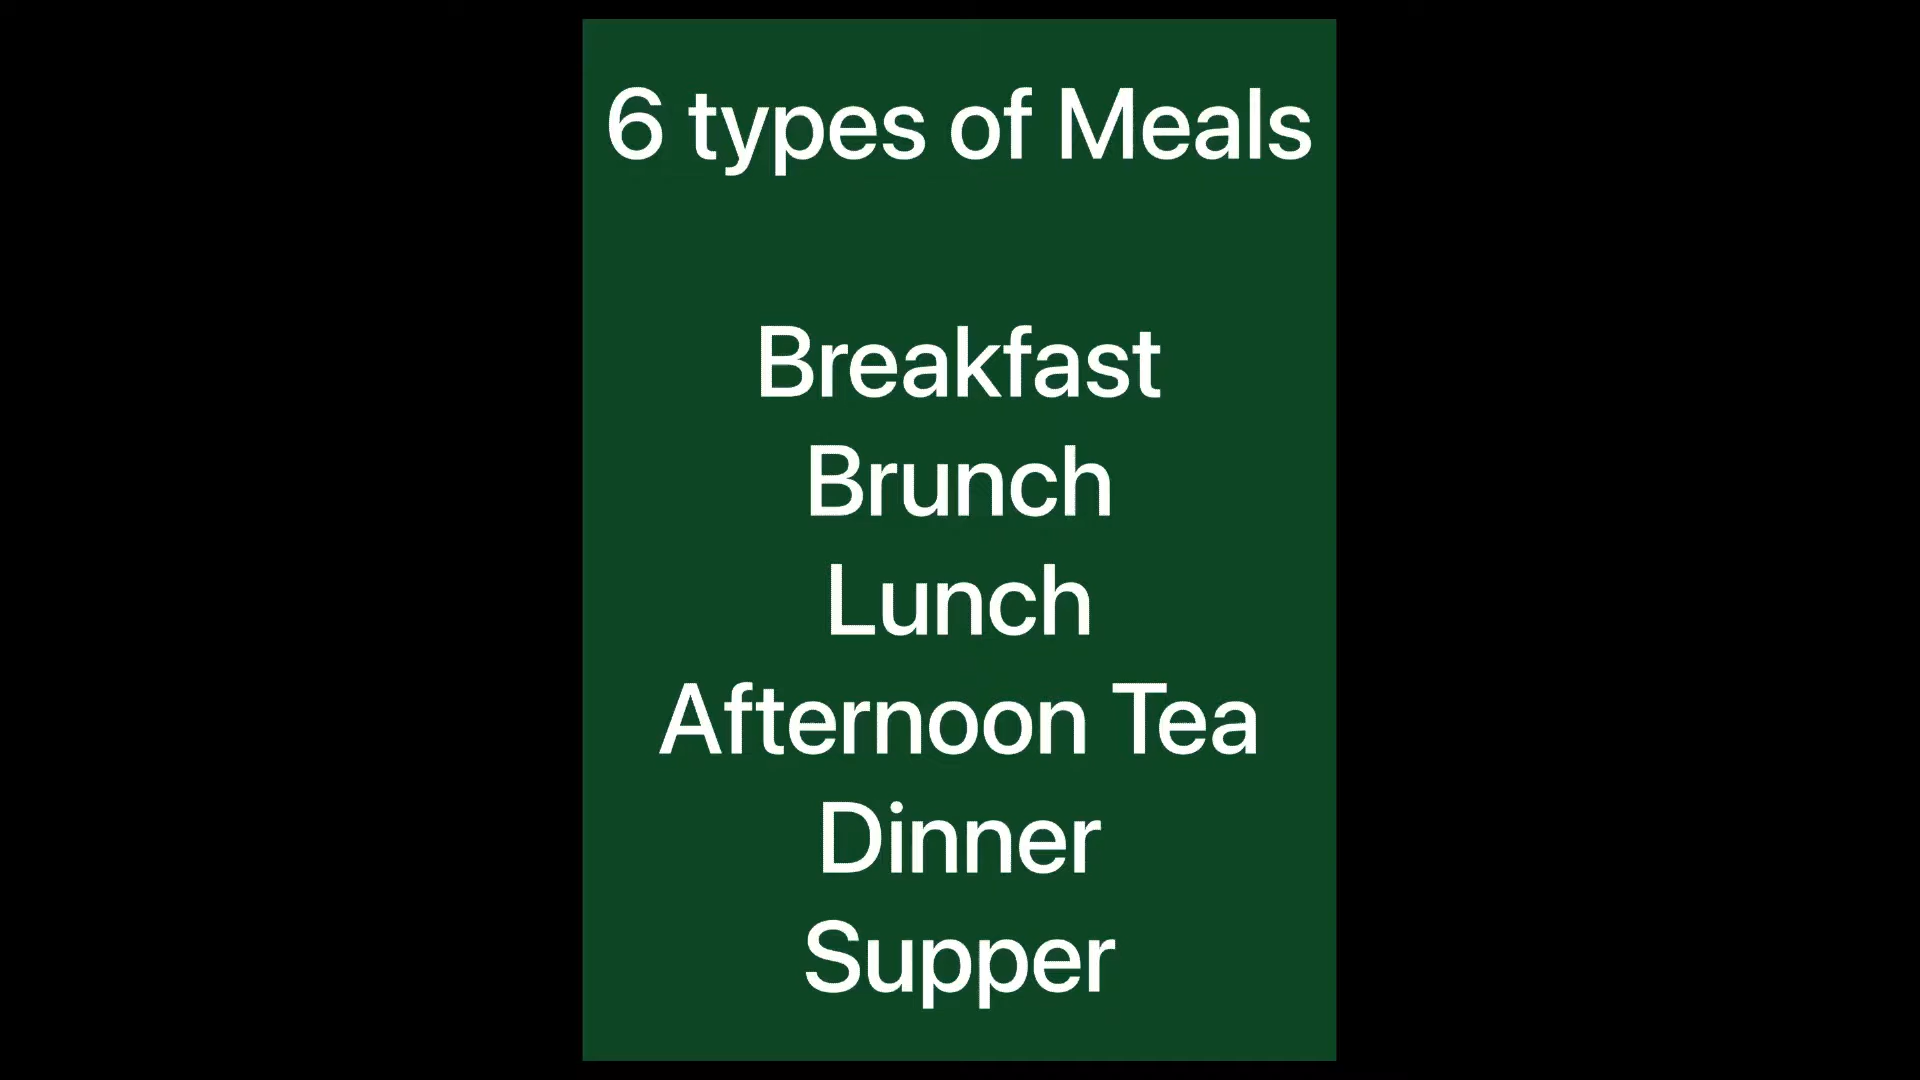 6 types of Meals
Breakfast
Brunch
Lunch
Afternoon Tea
Dinner
Supper